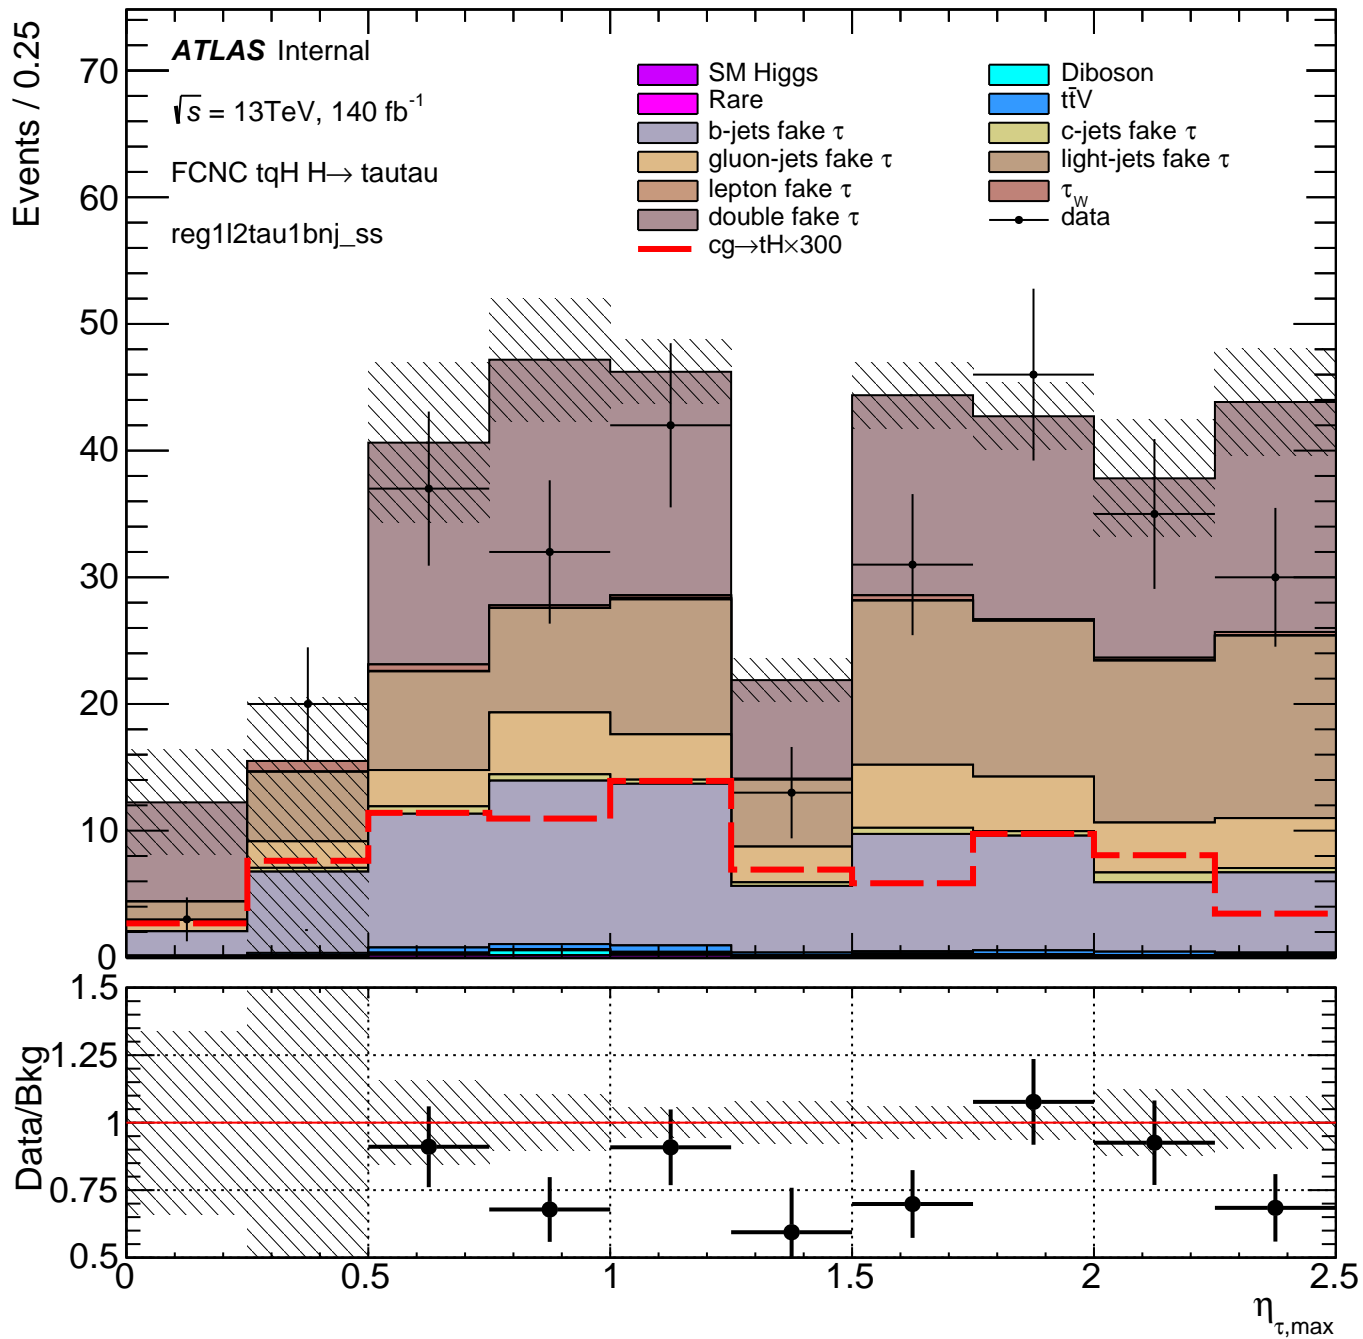 Events / 0.25
70
60
50
40
30
20
10
0
ATLAS Internal
√s = 13TeV, 140 fb⁻¹
FCNC tqH H→ tautau
reg1l2tau1bnj_ss
SM Higgs
Rare
b-jets fake τ
gluon-jets fake τ
lepton fake τ
double fake τ
cg→tH×300
Diboson
tt̄V
c-jets fake τ
light-jets fake τ
τ_W
data
Data/Bkg
1.5
1.25
1
0.75
0.5
0 0.5 1 1.5 2 2.5
η_τ,max